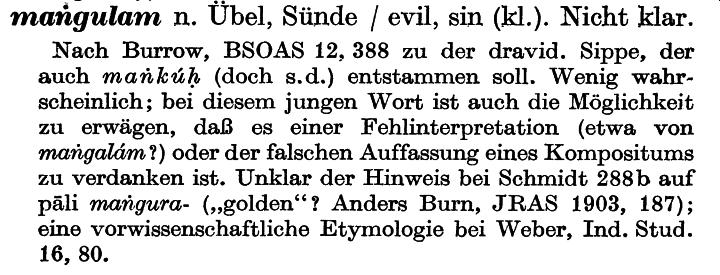 maṅgulam n. Übel, Sünde / evil, sin (kl.). Nicht klar.
Nach Burrow, BSOAS 12, 388 zu der dravid. Sippe, der
auch maṅkúḥ (doch s.d.) entstammen soll. Wenig wahr-
scheinlich; bei diesem jungen Wort ist auch die Möglichkeit
zu erwägen, daß es einer Fehlinterpretation (etwa von
maṅgalám?) oder der falschen Auffassung eines Kompositums
zu verdanken ist. Unklar der Hinweis bei Schmidt 288b auf
pāli maṅgura- („golden“? Anders Burn, JRAS 1903, 187);
eine vorwissenschaftliche Etymologie bei Weber, Ind. Stud.
16, 80.